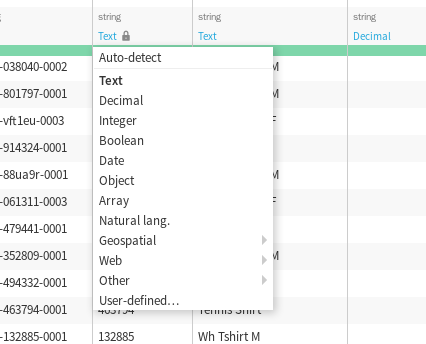 string string string
Text Text Decimal
Auto-detect
-038040-0002 M
Text
-801797-0001 M
Decimal
-vft1eu-0003 F
Integer
Boolean
-914324-0001
Date
-88ua9r-0001 M
Object
-061311-0003 F
Array
Natural lang.
-479441-0001
Geospatial
-352809-0001 M
Web
-494332-0001
Other
User-defined…
-463794-0001 463794 Tennis Shirt
-132885-0001 132885 Wh Tshirt M